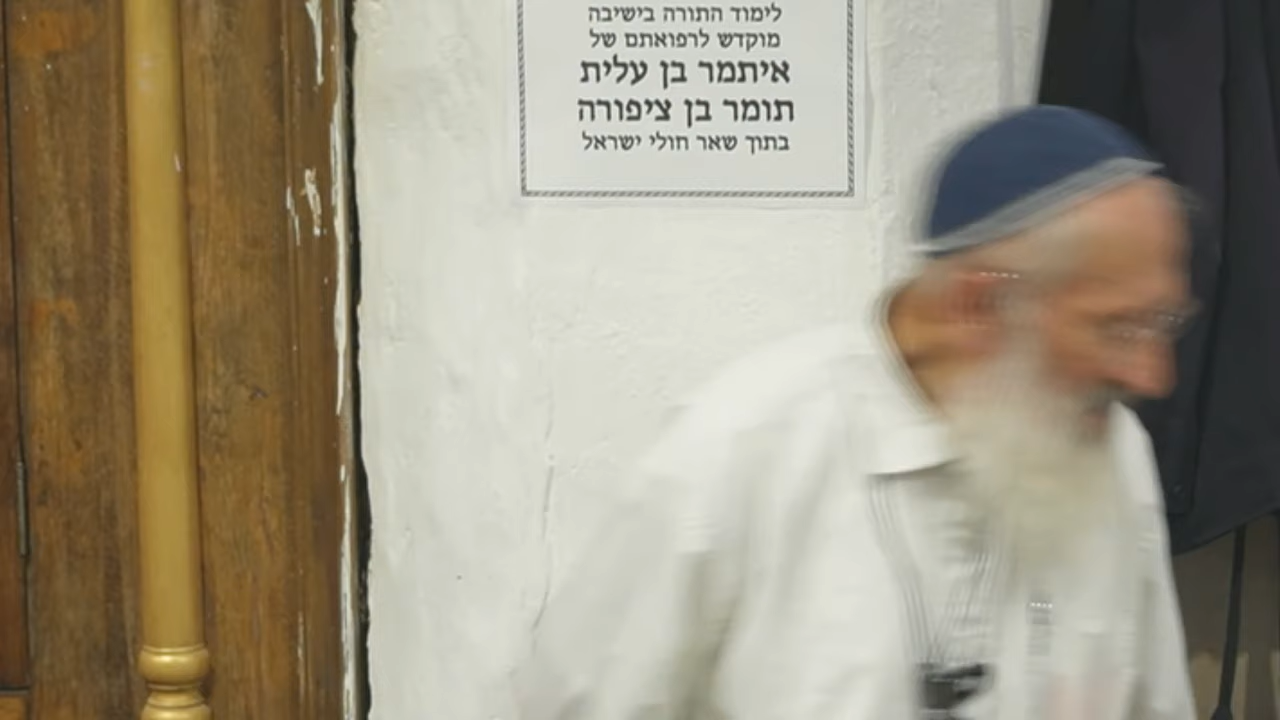 לימוד התורה בישיבה
מוקדש לרפואתם של
איתמר בן עלית
תומר בן ציפורה
בתוך שאר חולי ישראל